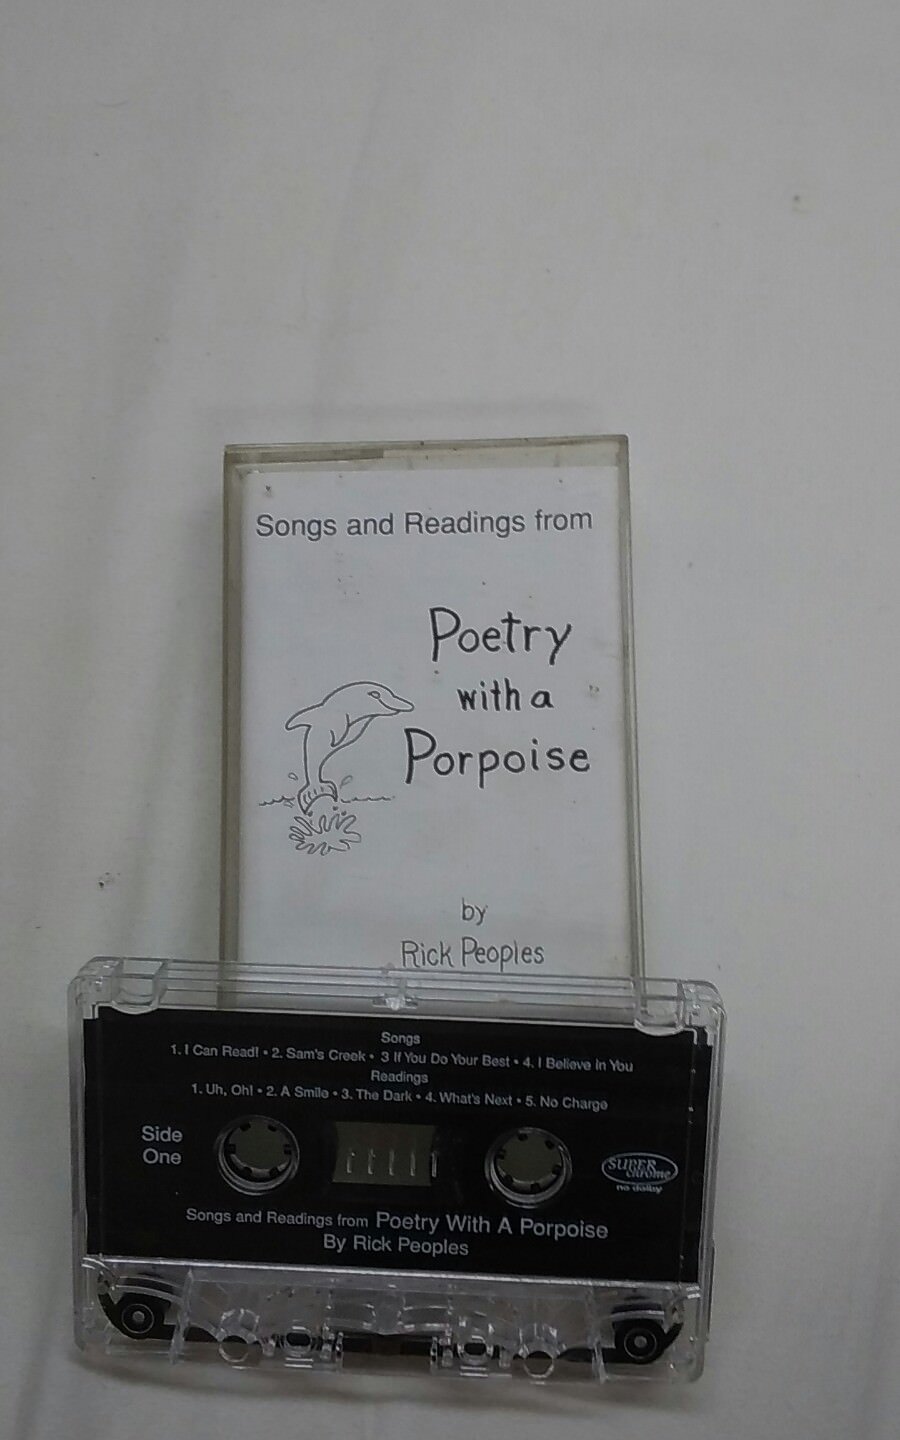 Songs and Readings from
Poetry
with a
Porpoise
by
Rick Peoples
Songs
1. I Can Read! • 2. Sam's Creek • 3 If You Do Your Best • 4. I Believe In You
Readings
1. Uh, Oh! • 2. A Smile • 3. The Dark • 4. What's Next • 5. No Charge
Side
One
SUPER
chrome
no dolby
Songs and Readings from Poetry With A Porpoise
By Rick Peoples